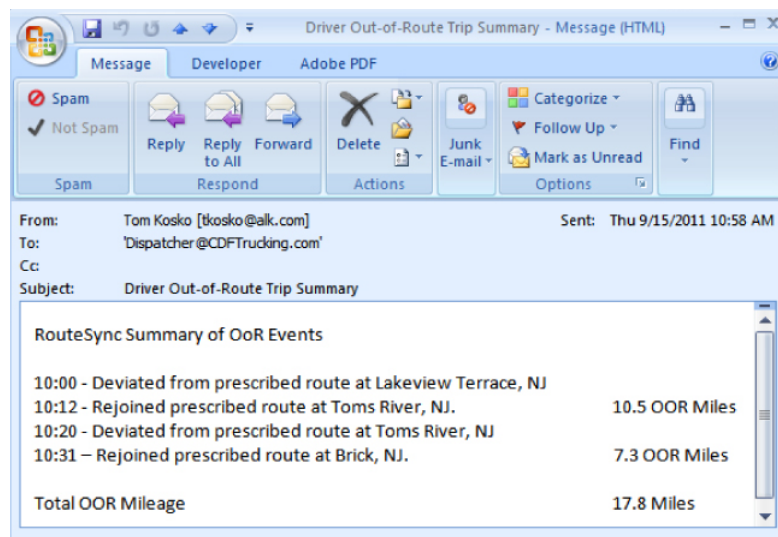 Driver Out-of-Route Trip Summary - Message (HTML)
Message Developer Adobe PDF
Spam
Not Spam
Spam
Reply
Reply to All
Forward
Respond
Delete
Actions
Junk E-mail
Categorize
Follow Up
Mark as Unread
Options
Find
From: Tom Kosko [tkosko@alk.com] Sent: Thu 9/15/2011 10:58 AM
To: 'Dispatcher@CDFTrucking.com'
Cc:
Subject: Driver Out-of-Route Trip Summary
RouteSync Summary of OoR Events
10:00 - Deviated from prescribed route at Lakeview Terrace, NJ
10:12 - Rejoined prescribed route at Toms River, NJ. 10.5 OOR Miles
10:20 - Deviated from prescribed route at Toms River, NJ
10:31 – Rejoined prescribed route at Brick, NJ. 7.3 OOR Miles
Total OOR Mileage 17.8 Miles